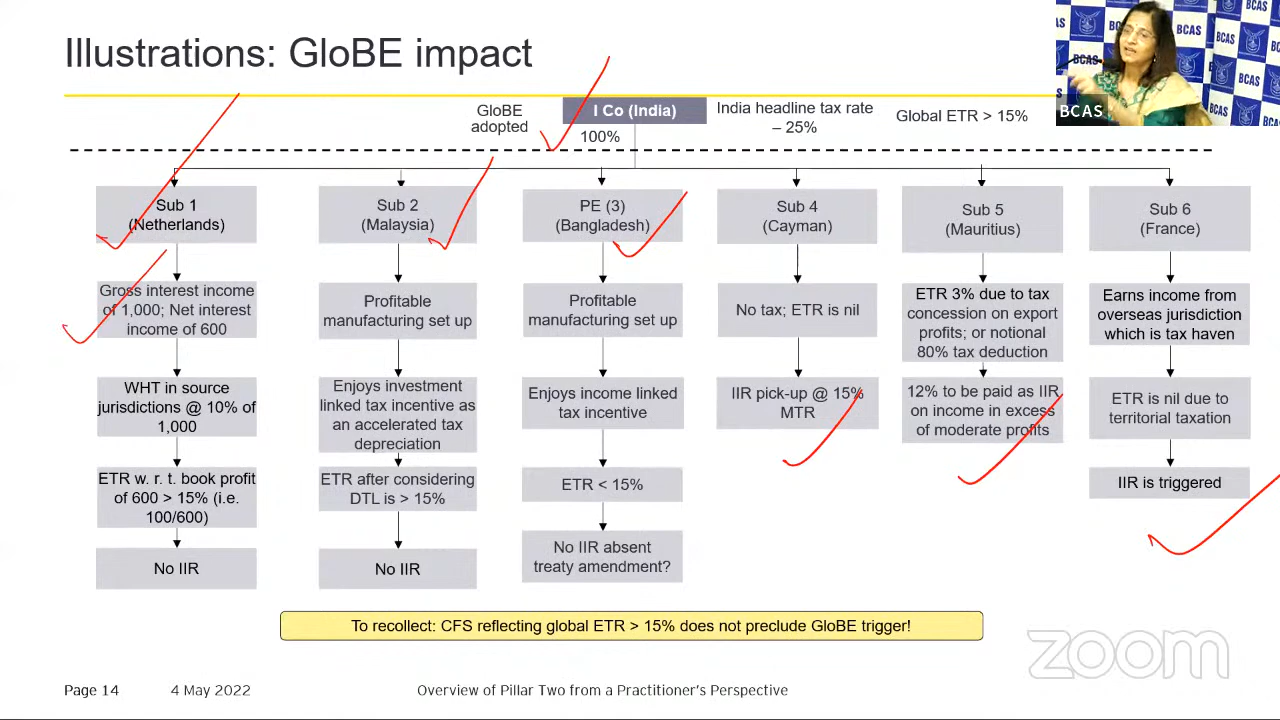 Illustrations: GloBE impact
BCAS
BCAS
BCAS
BCAS
BCAS
BCAS
GloBE
adopted
I Co (India)
100%
India headline tax rate
– 25%
Global ETR > 15%
Sub 1
(Netherlands)
Gross interest income
of 1,000; Net interest
income of 600
WHT in source
jurisdictions @ 10% of
1,000
ETR w. r. t. book profit
of 600 > 15% (i.e.
100/600)
No IIR
Sub 2
(Malaysia)
Profitable
manufacturing set up
Enjoys investment
linked tax incentive as
an accelerated tax
depreciation
ETR after considering
DTL is > 15%
No IIR
PE (3)
(Bangladesh)
Profitable
manufacturing set up
Enjoys income linked
tax incentive
ETR < 15%
No IIR absent
treaty amendment?
Sub 4
(Cayman)
No tax; ETR is nil
IIR pick-up @ 15%
MTR
Sub 5
(Mauritius)
ETR 3% due to tax
concession on export
profits; or notional
80% tax deduction
12% to be paid as IIR
on income in excess
of moderate profits
Sub 6
(France)
Earns income from
overseas jurisdiction
which is tax haven
ETR is nil due to
territorial taxation
IIR is triggered
To recollect: CFS reflecting global ETR > 15% does not preclude GloBE trigger!
zoom
Page 14
4 May 2022
Overview of Pillar Two from a Practitioner's Perspective